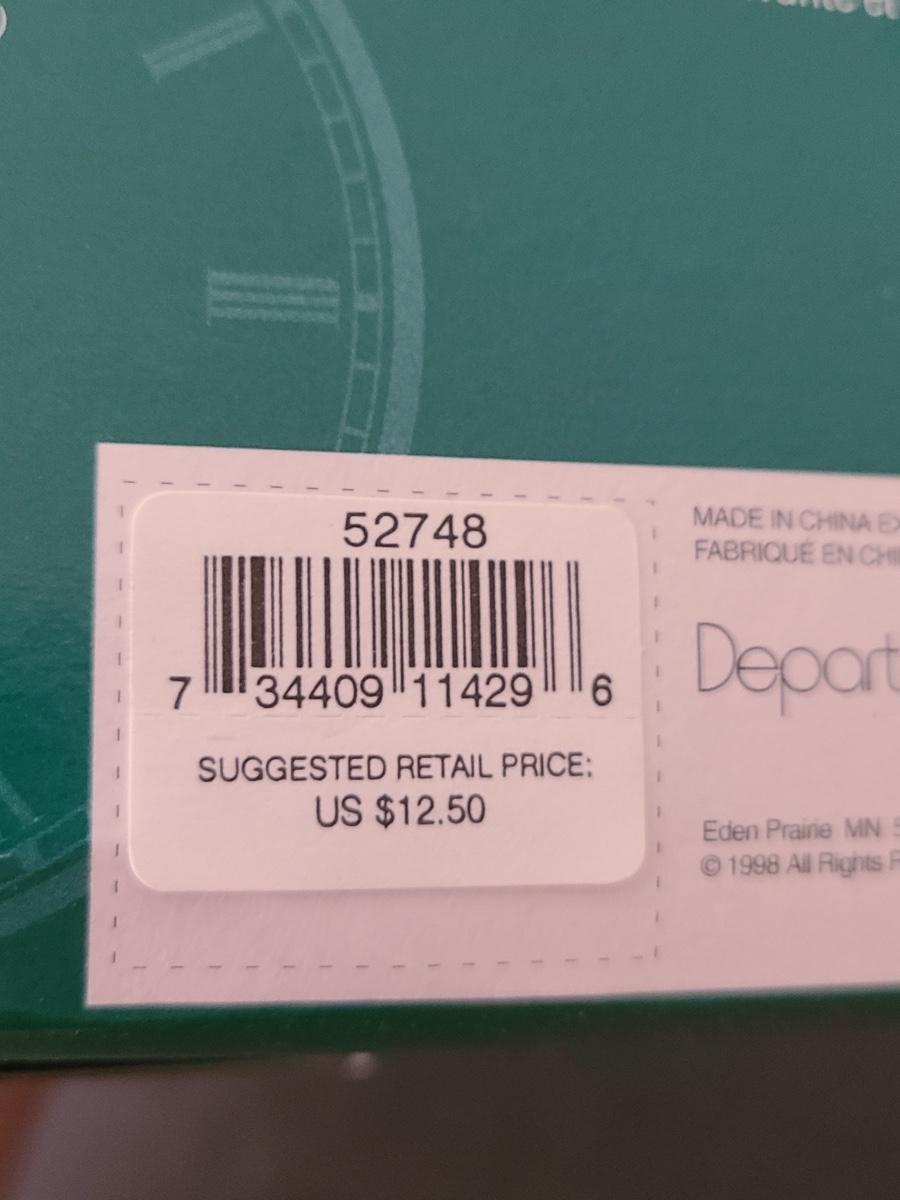 52748
7 34409 11429 6
SUGGESTED RETAIL PRICE:
US $12.50
MADE IN CHINA
FABRIQUÉ EN
Depart
Eden Prairie MN
© 1998 All Rights